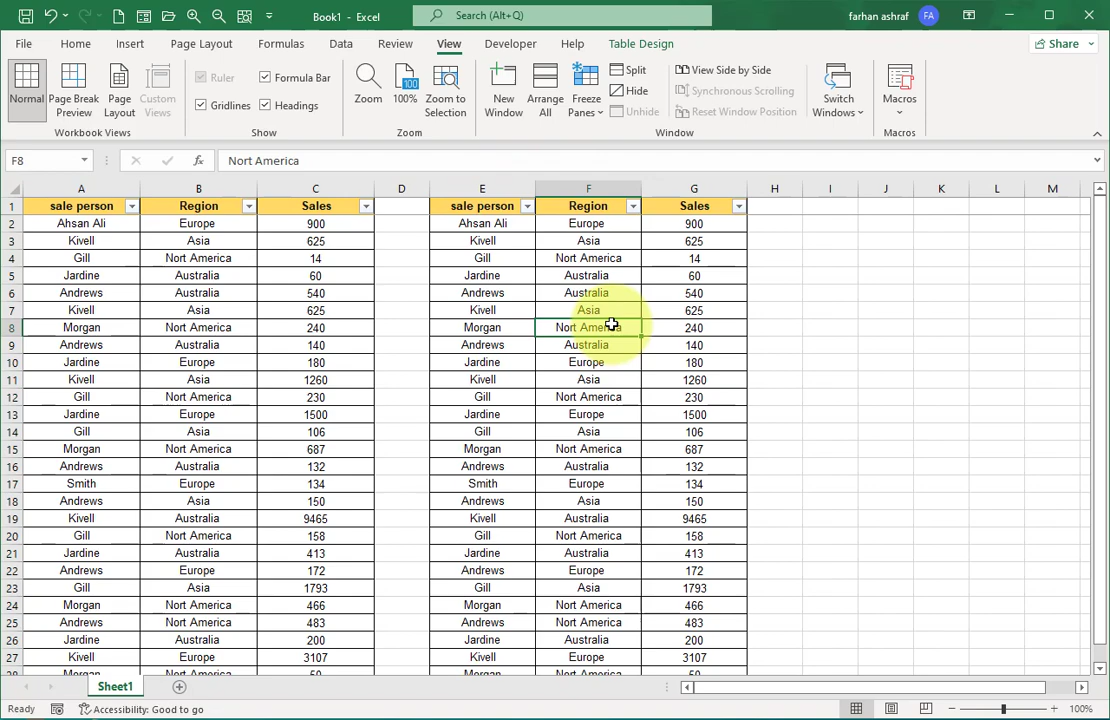 Book1 - Excel
Search (Alt+Q)
farhan ashraf
FA
File Home Insert Page Layout Formulas Data Review View Developer Help Table Design
Share
Normal
Page Break Preview
Page Layout
Custom Views
Workbook Views
Ruler
Formula Bar
Gridlines
Headings
Show
Zoom
100
100%
Zoom to Selection
Zoom
New Window
Arrange All
Freeze Panes
Split
Hide
Unhide
View Side by Side
Synchronous Scrolling
Reset Window Position
Window
Switch Windows
Macros
Macros
F8
fx
Nort America
A B C D E F G H I J K L M
1 sale person Region Sales sale person Region Sales
2 Ahsan Ali Europe 900 Ahsan Ali Europe 900
3 Kivell Asia 625 Kivell Asia 625
4 Gill Nort America 14 Gill Nort America 14
5 Jardine Australia 60 Jardine Australia 60
6 Andrews Australia 540 Andrews Australia 540
7 Kivell Asia 625 Kivell Asia 625
8 Morgan Nort America 240 Morgan Nort America 240
9 Andrews Australia 140 Andrews Australia 140
10 Jardine Europe 180 Jardine Europe 180
11 Kivell Asia 1260 Kivell Asia 1260
12 Gill Nort America 230 Gill Nort America 230
13 Jardine Europe 1500 Jardine Europe 1500
14 Gill Asia 106 Gill Asia 106
15 Morgan Nort America 687 Morgan Nort America 687
16 Andrews Australia 132 Andrews Australia 132
17 Smith Europe 134 Smith Europe 134
18 Andrews Asia 150 Andrews Asia 150
19 Kivell Australia 9465 Kivell Australia 9465
20 Gill Nort America 158 Gill Nort America 158
21 Jardine Australia 413 Jardine Australia 413
22 Andrews Europe 172 Andrews Europe 172
23 Gill Asia 1793 Gill Asia 1793
24 Morgan Nort America 466 Morgan Nort America 466
25 Andrews Nort America 483 Andrews Nort America 483
26 Jardine Australia 200 Jardine Australia 200
27 Kivell Europe 3107 Kivell Europe 3107
28 Morgan Nort America 50 Morgan Nort America 50
Sheet1
Ready
Accessibility: Good to go
100%